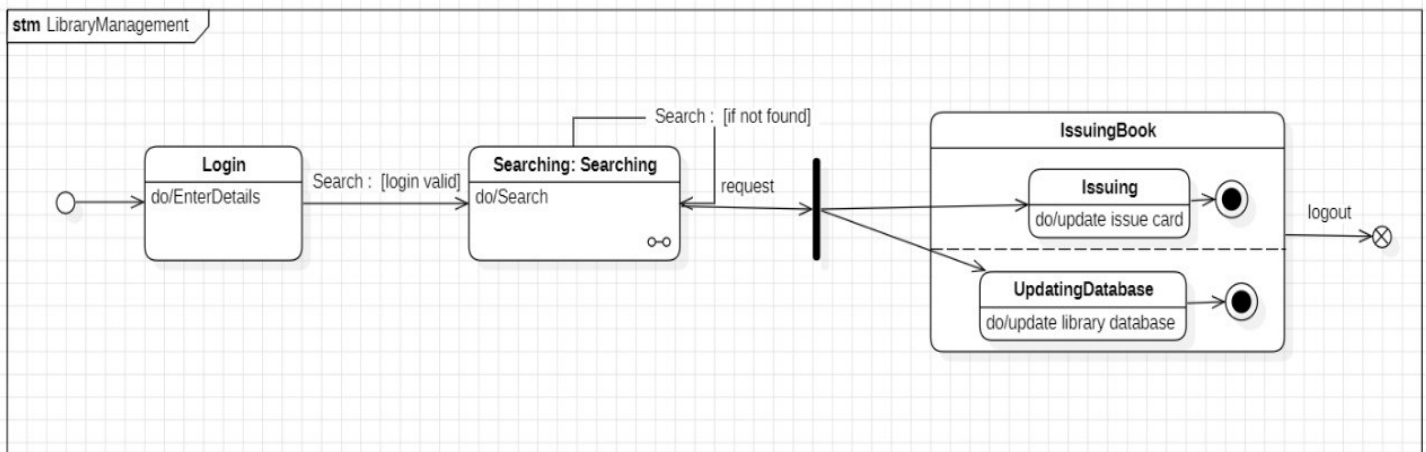 stm LibraryManagement
Search : [if not found]
IssuingBook
Login
Searching: Searching
Search : [login valid]
request
Issuing
do/EnterDetails
do/Search
do/update issue card
logout
UpdatingDatabase
do/update library database